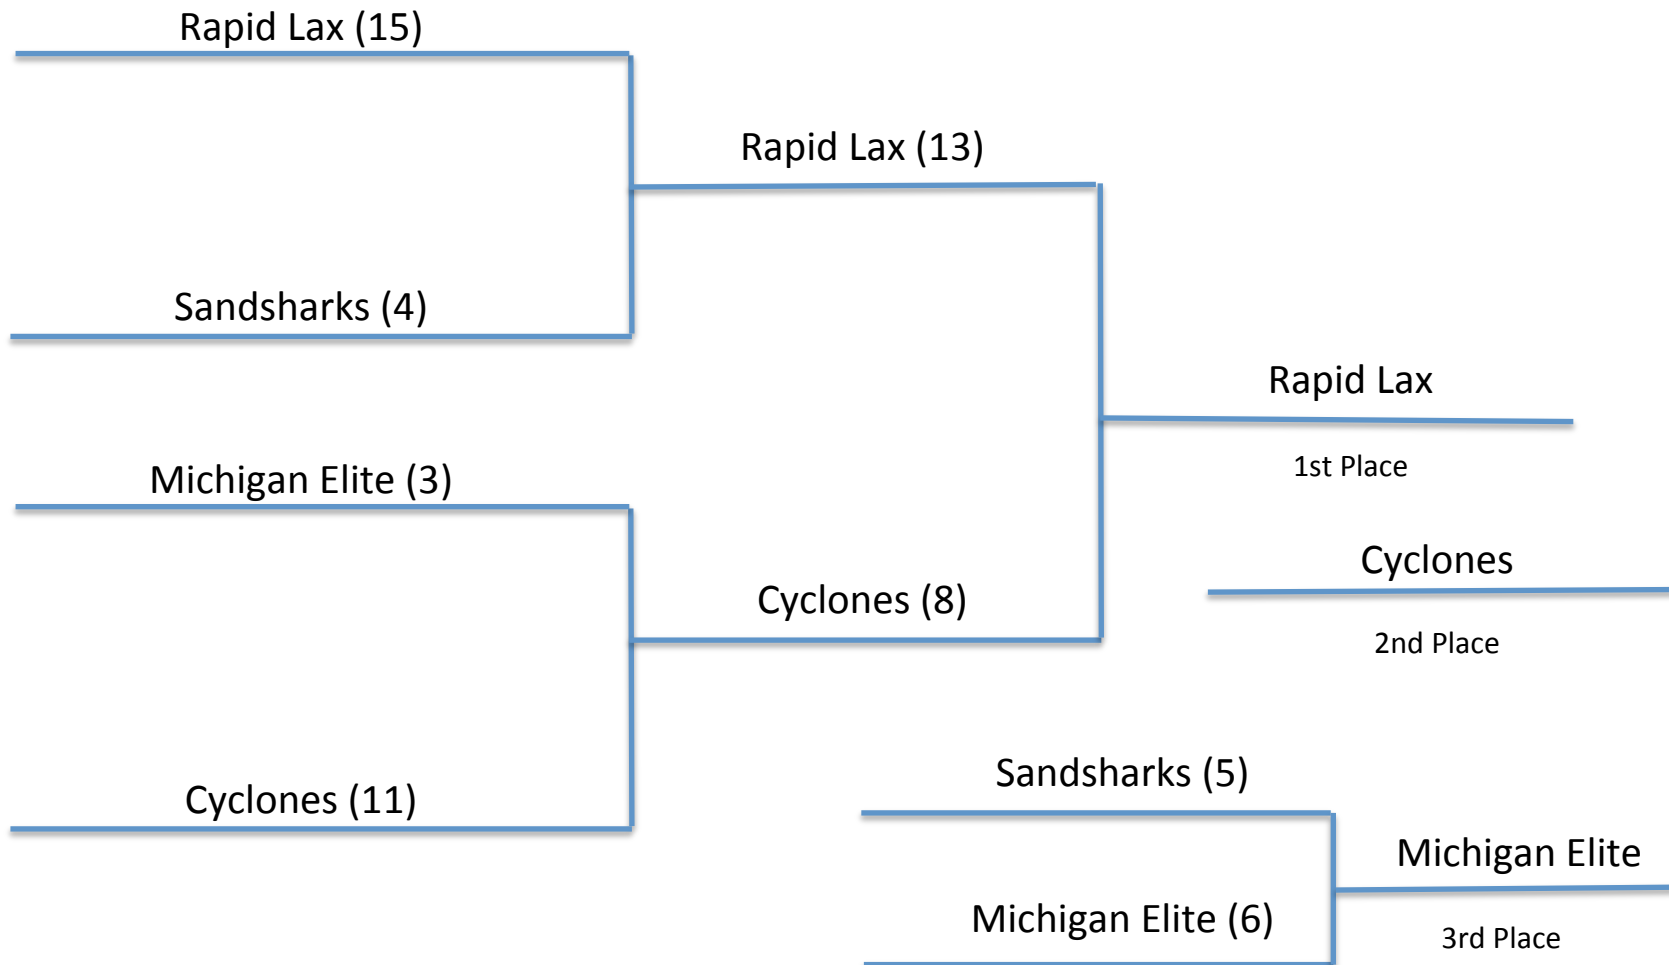 Rapid Lax (15)
Rapid Lax (13)
Sandsharks (4)
Rapid Lax
1st Place
Michigan Elite (3)
Cyclones
Cyclones (8)
2nd Place
Sandsharks (5)
Cyclones (11)
Michigan Elite
Michigan Elite (6)
3rd Place